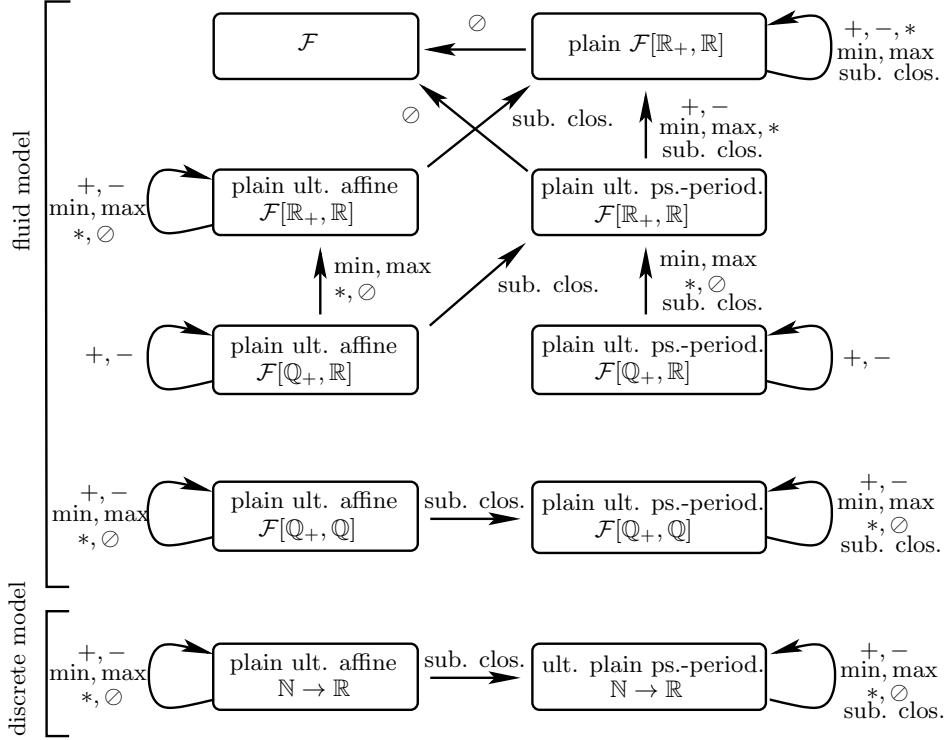 fluid model
ℱ
⊘
plain ℱ[ℝ₊, ℝ]
+, −, ∗
min, max
sub. clos.
⊘
sub. clos.
+, −
min, max, ∗
sub. clos.
+, −
min, max
∗, ⊘
plain ult. affine
ℱ[ℝ₊, ℝ]
plain ult. ps.-period.
ℱ[ℝ₊, ℝ]
min, max
∗, ⊘
sub. clos.
min, max
∗, ⊘
sub. clos.
+, −
plain ult. affine
ℱ[ℚ₊, ℝ]
plain ult. ps.-period.
ℱ[ℚ₊, ℝ]
+, −
+, −
min, max
∗, ⊘
plain ult. affine
ℱ[ℚ₊, ℚ]
sub. clos.
plain ult. ps.-period.
ℱ[ℚ₊, ℚ]
+, −
min, max
∗, ⊘
sub. clos.
discrete model
+, −
min, max
∗, ⊘
plain ult. affine
ℕ → ℝ
sub. clos.
ult. plain ps.-period.
ℕ → ℝ
+, −
min, max
∗, ⊘
sub. clos.